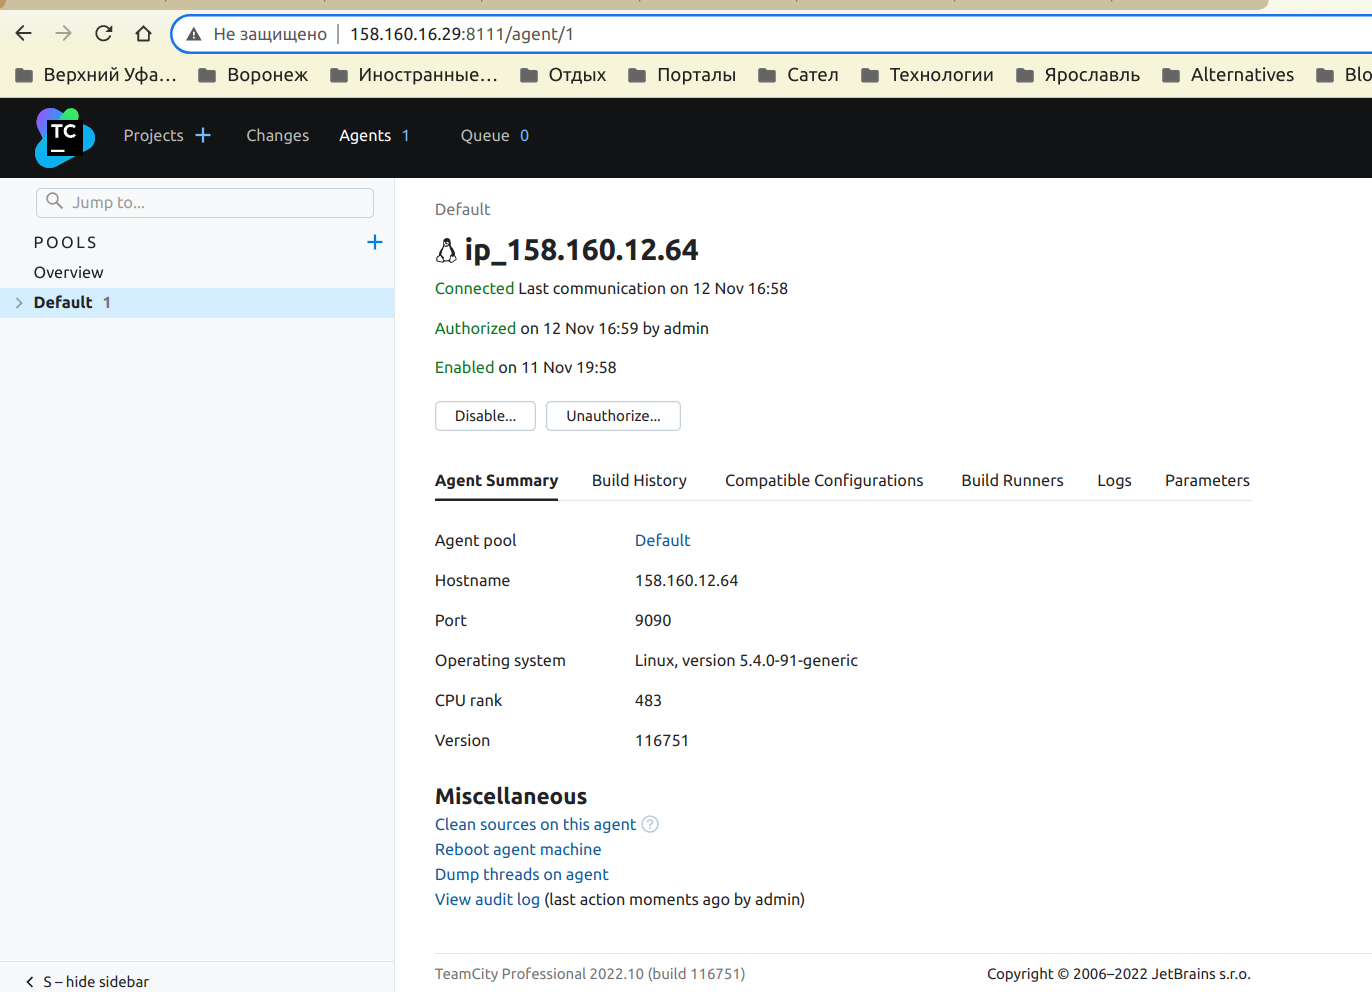 Не защищено 158.160.16.29:8111/agent/1
Верхний Уфа... Воронеж Иностранные... Отдых Порталы Сател Технологии Ярославль Alternatives Blo
TC Projects Changes Agents 1 Queue 0
Jump to...
POOLS
Overview
Default 1
Default
ip_158.160.12.64
Connected Last communication on 12 Nov 16:58
Authorized on 12 Nov 16:59 by admin
Enabled on 11 Nov 19:58
Disable... Unauthorize...
Agent Summary Build History Compatible Configurations Build Runners Logs Parameters
Agent pool Default
Hostname 158.160.12.64
Port 9090
Operating system Linux, version 5.4.0-91-generic
CPU rank 483
Version 116751
Miscellaneous
Clean sources on this agent ?
Reboot agent machine
Dump threads on agent
View audit log (last action moments ago by admin)
S – hide sidebar
TeamCity Professional 2022.10 (build 116751) Copyright © 2006–2022 JetBrains s.r.o.